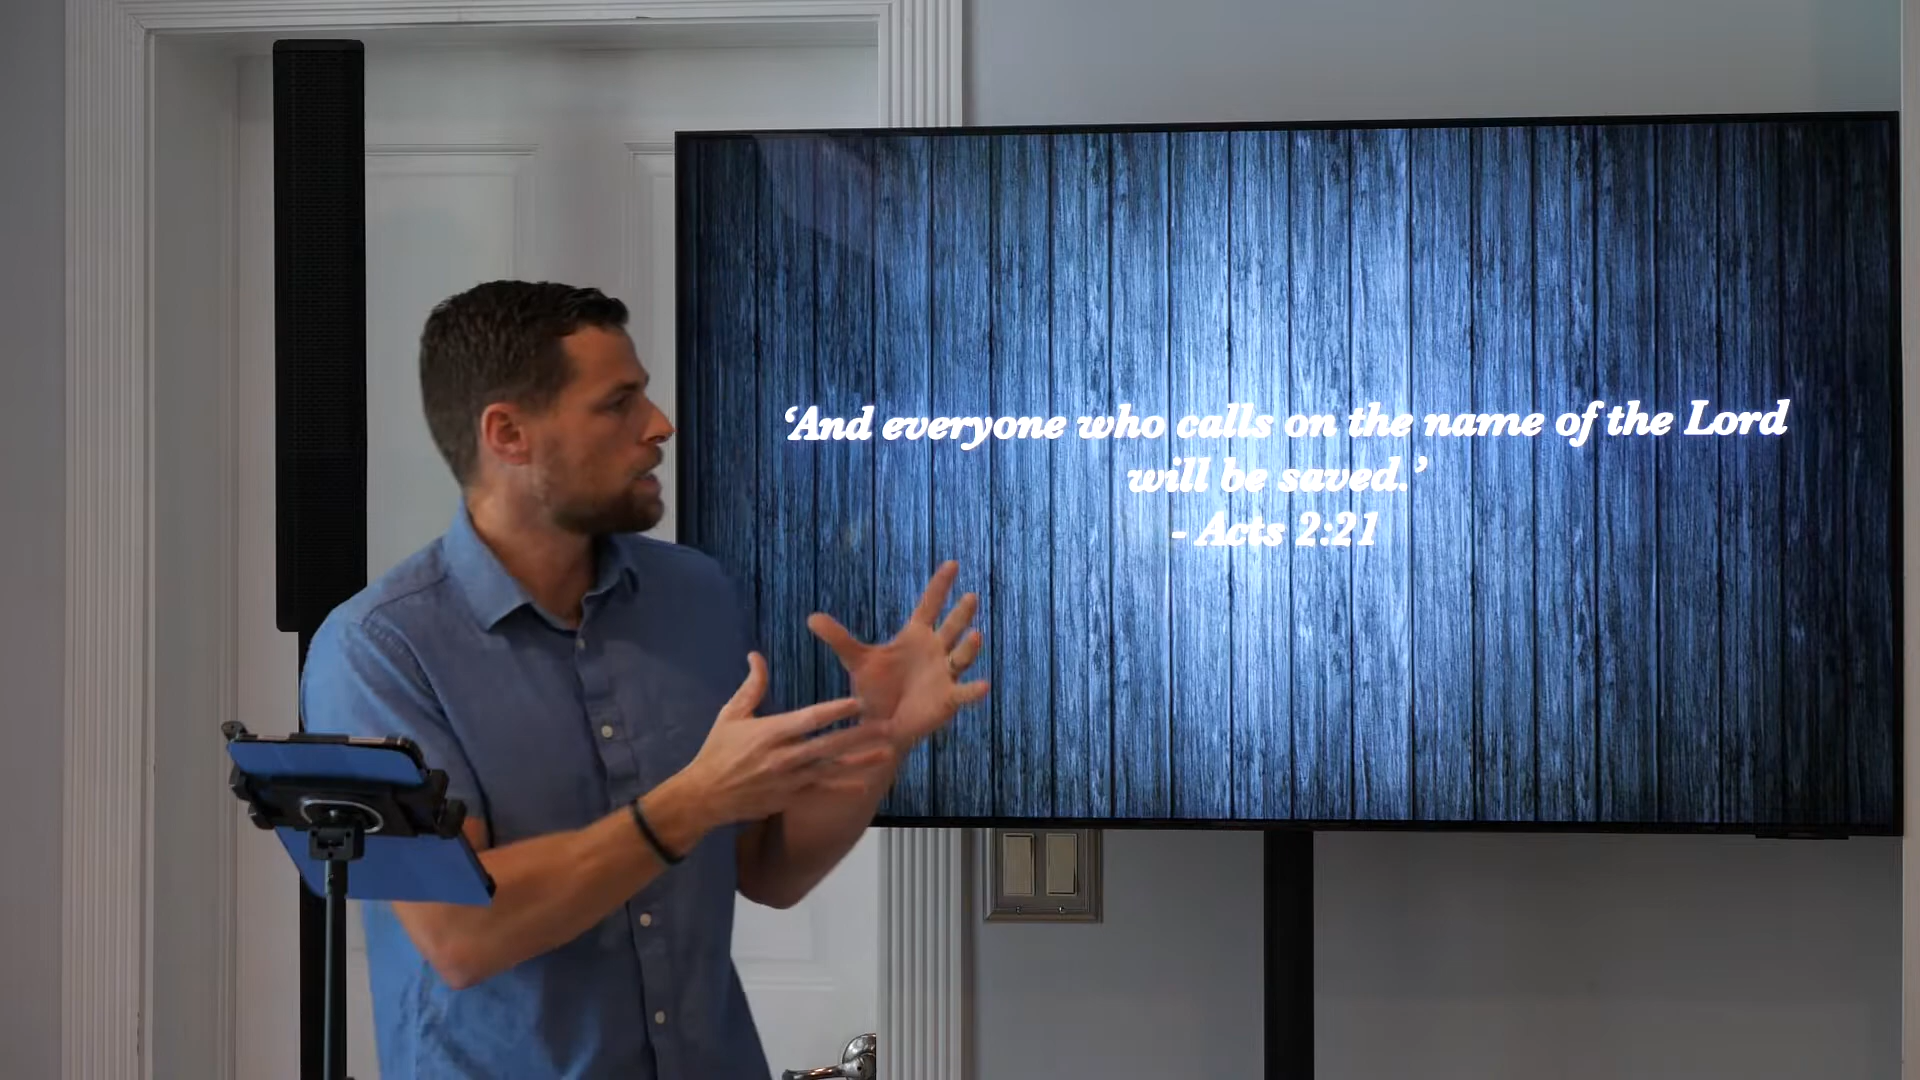 ‘And everyone who calls on the name of the Lord
will be saved.’
- Acts 2:21